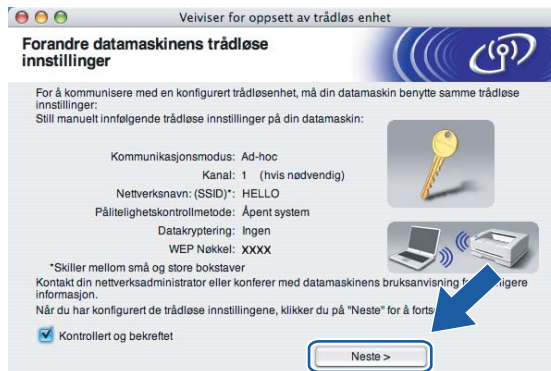 Veiviser for oppsett av trådløs enhet
Forandre datamaskinens trådløse
innstillinger
For å kommunisere med en konfigurert trådløsenhet, må din datamaskin benytte samme trådløse
innstillinger:
Still manuelt innfølgende trådløse innstillinger på din datamaskin:
Kommunikasjonsmodus: Ad-hoc
Kanal: 1 (hvis nødvendig)
Nettverksnavn: (SSID)*: HELLO
Pålitelighetskontrollmetode: Åpent system
Datakryptering: Ingen
WEP Nøkkel: XXXX
*Skiller mellom små og store bokstaver
Kontakt din nettverksadministrator eller konferer med datamaskinens bruksanvisning
informasjon.
Når du har konfigurert de trådløse innstillingene, klikker du på "Neste" for å
Kontrollert og bekreftet
Neste >